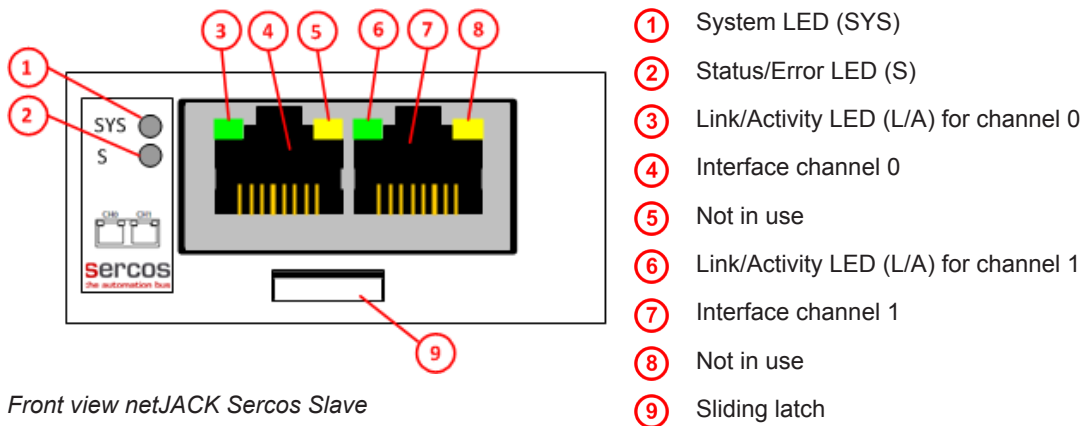 3 4 5 6 7 8
1
2
SYS
S
CH0 CH1
sercos
the automation bus
9
Front view netJACK Sercos Slave
1 System LED (SYS)
2 Status/Error LED (S)
3 Link/Activity LED (L/A) for channel 0
4 Interface channel 0
5 Not in use
6 Link/Activity LED (L/A) for channel 1
7 Interface channel 1
8 Not in use
9 Sliding latch